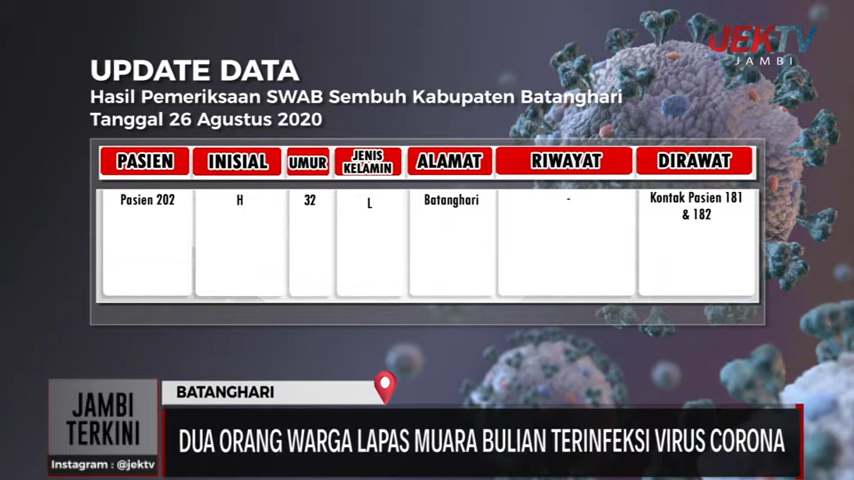 JEKTV
JAMBI
UPDATE DATA
Hasil Pemeriksaan SWAB Sembuh Kabupaten Batanghari
Tanggal 26 Agustus 2020
PASIEN INISIAL UMUR JENIS KELAMIN ALAMAT RIWAYAT DIRAWAT
Pasien 202 H 32 L Batanghari - Kontak Pasien 181
& 182
BATANGHARI
JAMBI
TERKINI
DUA ORANG WARGA LAPAS MUARA BULIAN TERINFEKSI VIRUS CORONA
Instagram : @jektv